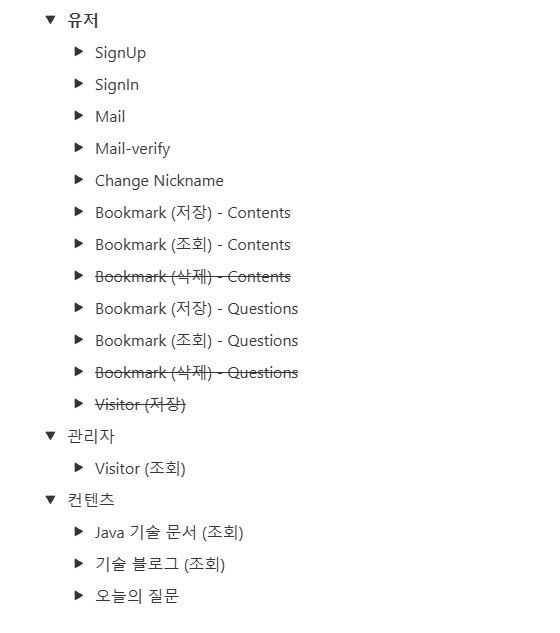 유저
SignUp
SignIn
Mail
Mail-verify
Change Nickname
Bookmark (저장) - Contents
Bookmark (조회) - Contents
Bookmark (삭제) - Contents
Bookmark (저장) - Questions
Bookmark (조회) - Questions
Bookmark (삭제) - Questions
Visitor (저장)
관리자
Visitor (조회)
컨텐츠
Java 기술 문서 (조회)
기술 블로그 (조회)
오늘의 질문